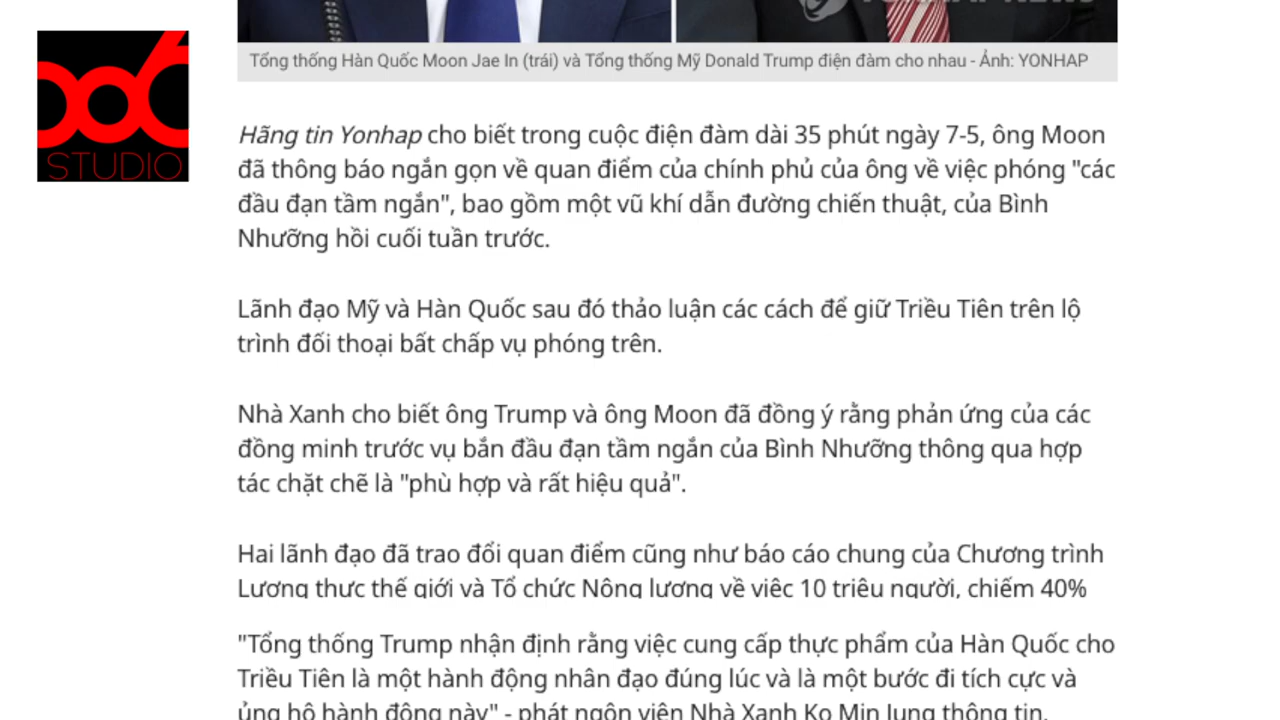 YONHAP NEWS
Tổng thống Hàn Quốc Moon Jae In (trái) và Tổng thống Mỹ Donald Trump điện đàm cho nhau - Ảnh: YONHAP
STUDIO
Hãng tin Yonhap cho biết trong cuộc điện đàm dài 35 phút ngày 7-5, ông Moon
đã thông báo ngắn gọn về quan điểm của chính phủ của ông về việc phóng "các
đầu đạn tầm ngắn", bao gồm một vũ khí dẫn đường chiến thuật, của Bình
Nhưỡng hồi cuối tuần trước.
Lãnh đạo Mỹ và Hàn Quốc sau đó thảo luận các cách để giữ Triều Tiên trên lộ
trình đối thoại bất chấp vụ phóng trên.
Nhà Xanh cho biết ông Trump và ông Moon đã đồng ý rằng phản ứng của các
đồng minh trước vụ bắn đầu đạn tầm ngắn của Bình Nhưỡng thông qua hợp
tác chặt chẽ là "phù hợp và rất hiệu quả".
Hai lãnh đạo đã trao đổi quan điểm cũng như báo cáo chung của Chương trình
Lương thực thế giới và Tổ chức Nông lương về việc 10 triệu người, chiếm 40%
"Tổng thống Trump nhận định rằng việc cung cấp thực phẩm của Hàn Quốc cho
Triều Tiên là một hành động nhân đạo đúng lúc và là một bước đi tích cực và
ủng hộ hành động này" - phát ngôn viên Nhà Xanh Ko Min Jung thông tin.